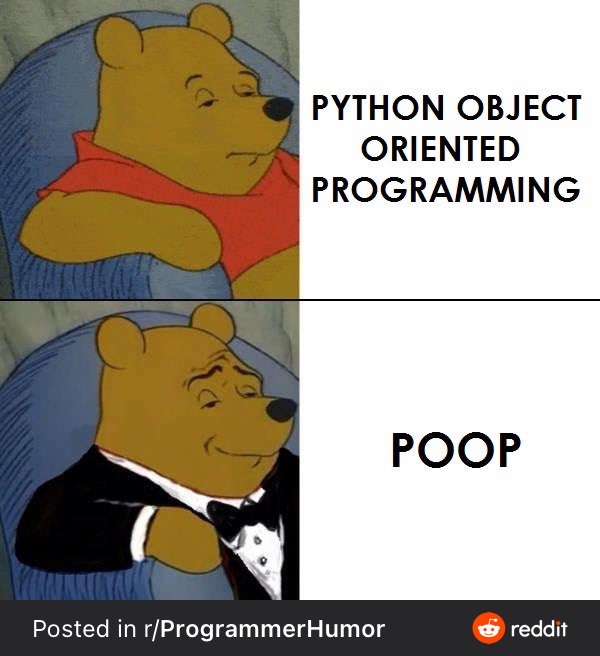 PYTHON OBJECT
ORIENTED
PROGRAMMING
POOP
Posted in r/ProgrammerHumor
reddit